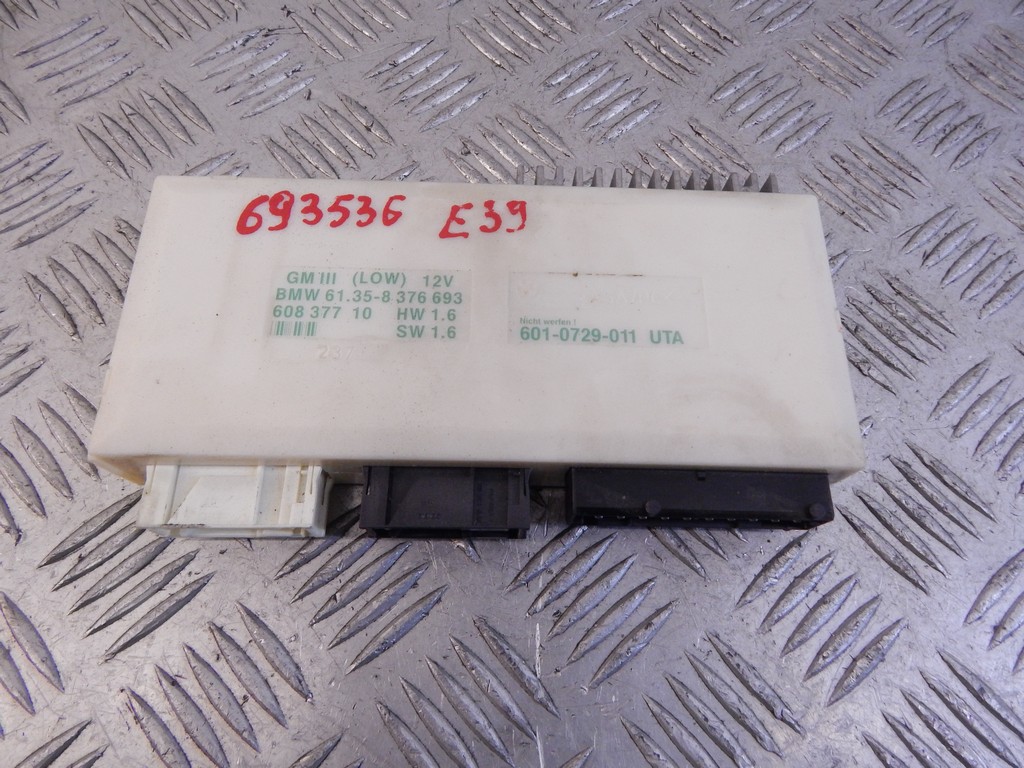 693536 E39
GM III (LOW) 12V
BMW 61.35-8 376 693
608 377 10 HW 1.6
SW 1.6
Nicht werfen !
601-0729-011 UTA